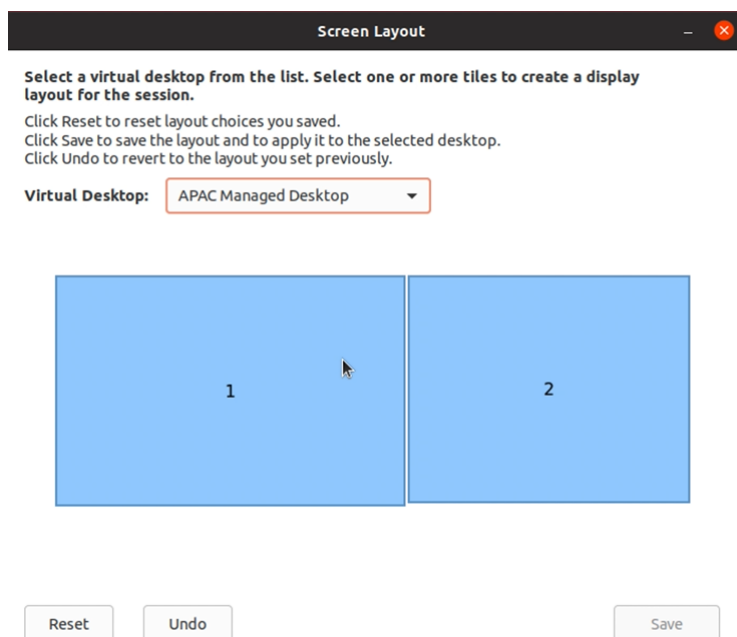 Screen Layout
Select a virtual desktop from the list. Select one or more tiles to create a display
layout for the session.
Click Reset to reset layout choices you saved.
Click Save to save the layout and to apply it to the selected desktop.
Click Undo to revert to the layout you set previously.
Virtual Desktop: APAC Managed Desktop
1 2
Reset Undo Save